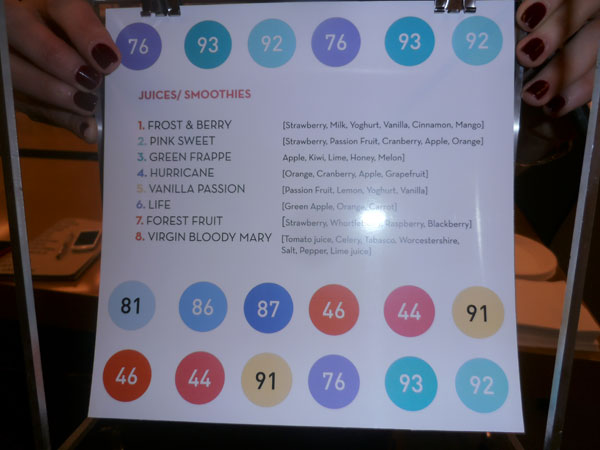 76 93 92 76 93 92
JUICES/ SMOOTHIES
1. FROST & BERRY [Strawberry, Milk, Yoghurt, Vanilla, Cinnamon, Mango]
2. PINK SWEET [Strawberry, Passion Fruit, Cranberry, Apple, Orange]
3. GREEN FRAPPE Apple, Kiwi, Lime, Honey, Melon]
4. HURRICANE [Orange, Cranberry, Apple, Grapefruit]
5. VANILLA PASSION [Passion Fruit, Lemon, Yoghurt, Vanilla]
6. LIFE [Green Apple, Orange, Carrot]
7. FOREST FRUIT [Strawberry, Raspberry, Blackberry]
8. VIRGIN BLOODY MARY [Tomato juice, Celery, Tabasco, Worcestershire,
Salt, Pepper, Lime juice]
81 86 87 46 44 91
46 44 91 76 93 92